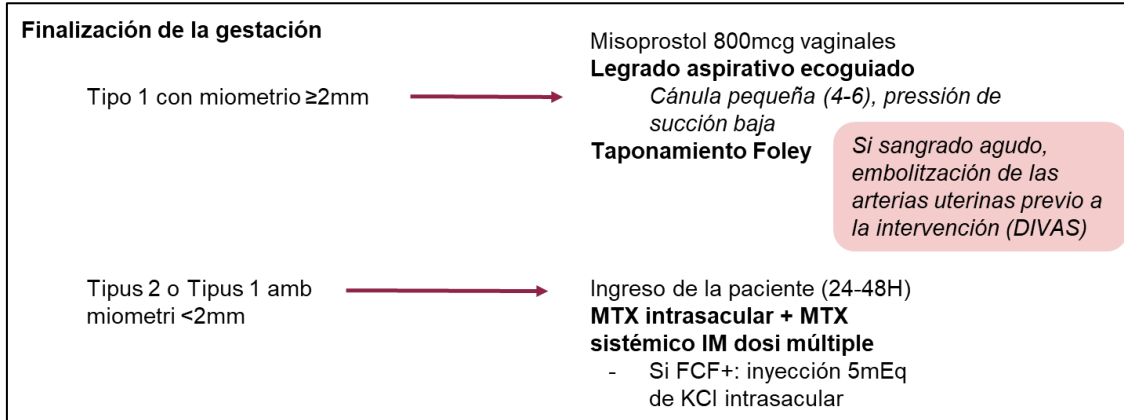 Finalización de la gestación
Tipo 1 con miometrio ≥2mm
Misoprostol 800mcg vaginales
Legrado aspirativo ecoguiado
Cánula pequeña (4-6), presión de
succión baja
Taponamiento Foley
Si sangrado agudo,
embolitzación de las
arterias uterinas previo a
la intervención (DIVAS)
Tipus 2 o Tipus 1 amb
miometri <2mm
Ingreso de la paciente (24-48H)
MTX intrasacular + MTX
sistémico IM dosi múltiple
- Si FCF+: inyección 5mEq
de KCl intrasacular